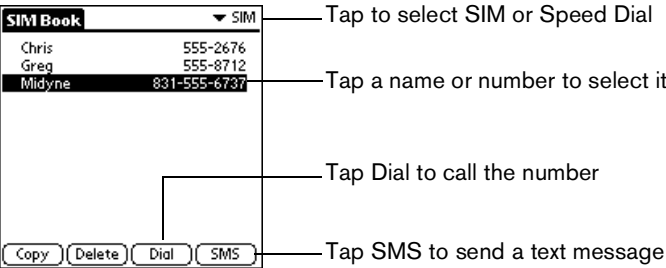 SIM Book ▼ SIM Tap to select SIM or Speed Dial
Chris 555-2676
Greg 555-8712
Midyne 831-555-6737 Tap a name or number to select it
Tap Dial to call the number
Copy Delete Dial SMS Tap SMS to send a text message